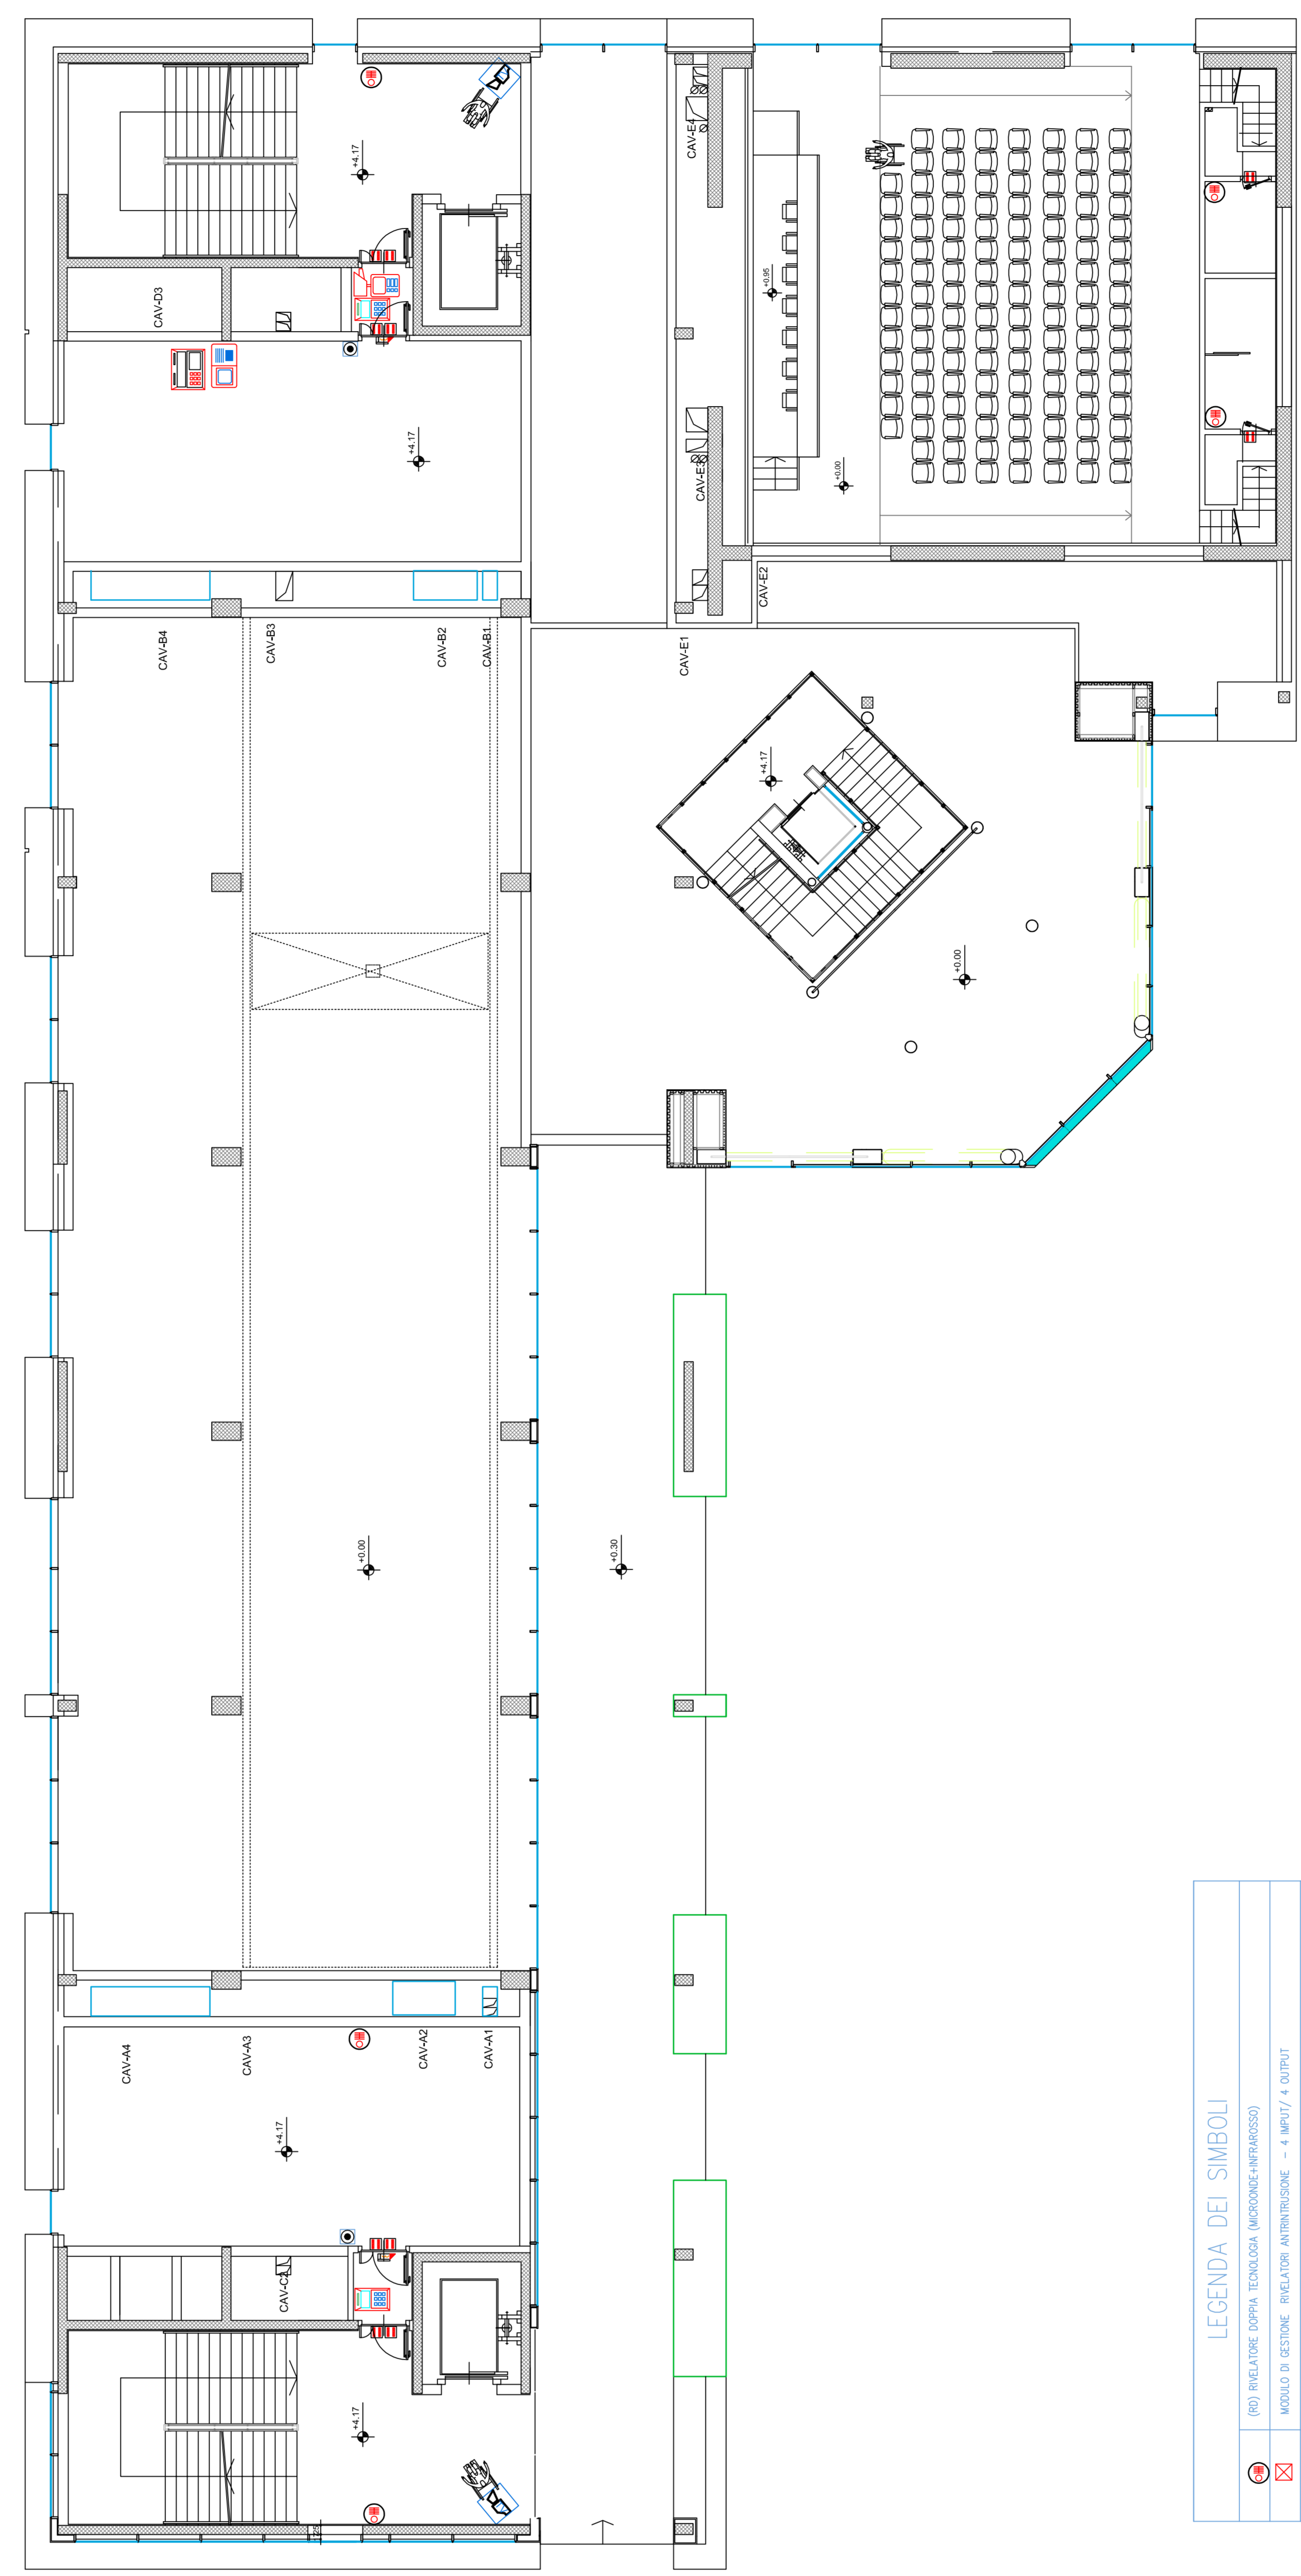 +4.17
CAV-E4
CAV-D3
+0.95
+4.17
CAV-E3
+0.00
CAV-E2
CAV-B4
CAV-B3
CAV-B2
CAV-B1
CAV-E1
+4.17
+0.00
+0.00
+0.30
CAV-A4
CAV-A3
CAV-A2
CAV-A1
+4.17
CAV-C2
+4.17
LEGENDA DEI SIMBOLI
(RD) RIVELATORE DOPPIA TECNOLOGIA (MICROONDE+INFRAROSSO)
MODULO DI GESTIONE RIVELATORI ANTRINTRUSIONE - 4 IMPUT/ 4 OUTPUT